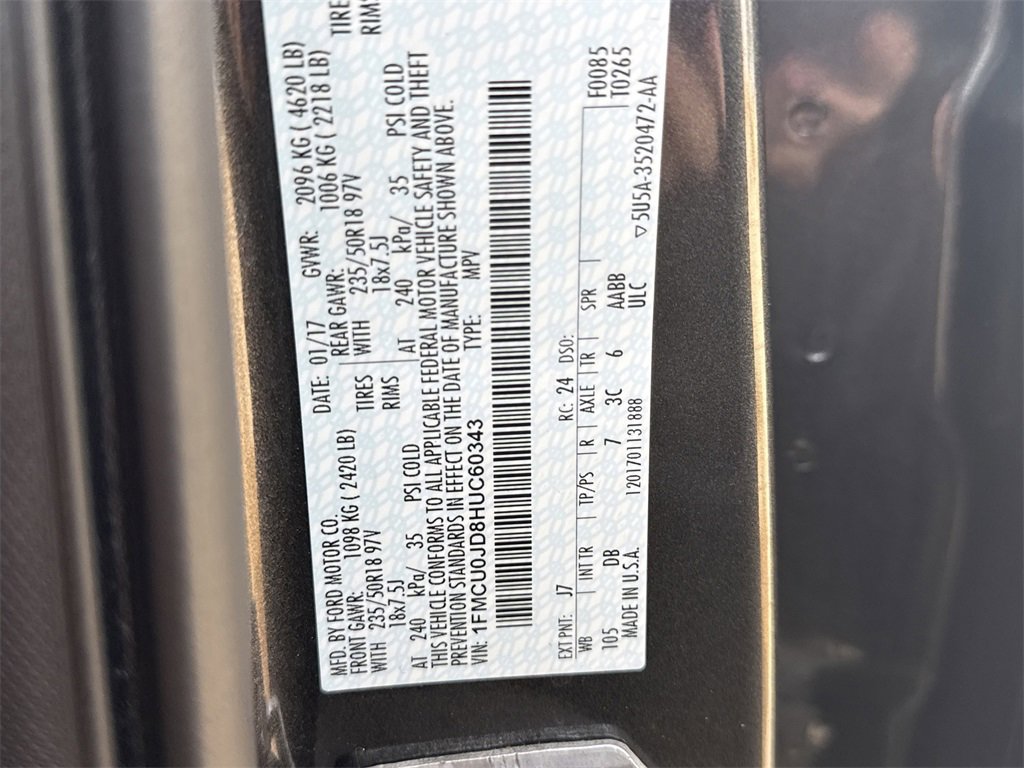 MFD. BY FORD MOTOR CO. DATE: 01/17 GVWR: 2096 KG ( 4620 LB)
FRONT GAWR: 1098 KG ( 2420 LB) REAR GAWR: 1006 KG ( 2218 LB)
WITH 235/50R18 97V TIRES WITH 235/50R18 97V TIRE
18x7.5J RIMS 18x7.5J RIMS
AT 240 kPa/ 35 PSI COLD AT 240 kPa/ 35 PSI COLD
THIS VEHICLE CONFORMS TO ALL APPLICABLE FEDERAL MOTOR VEHICLE SAFETY AND THEFT
PREVENTION STANDARDS IN EFFECT ON THE DATE OF MANUFACTURE SHOWN ABOVE.
VIN: 1FMCU0JD8HUC60343 TYPE: MPV
EXT PNT: J7 RC: 24 DSO: F0085
WB INT TR TP/PS R AXLE TR SPR T0265
105 DB 7 3C 6 AABB
MADE IN U.S.A. 120170113188 ULC ▽5U5A-3520472-AA